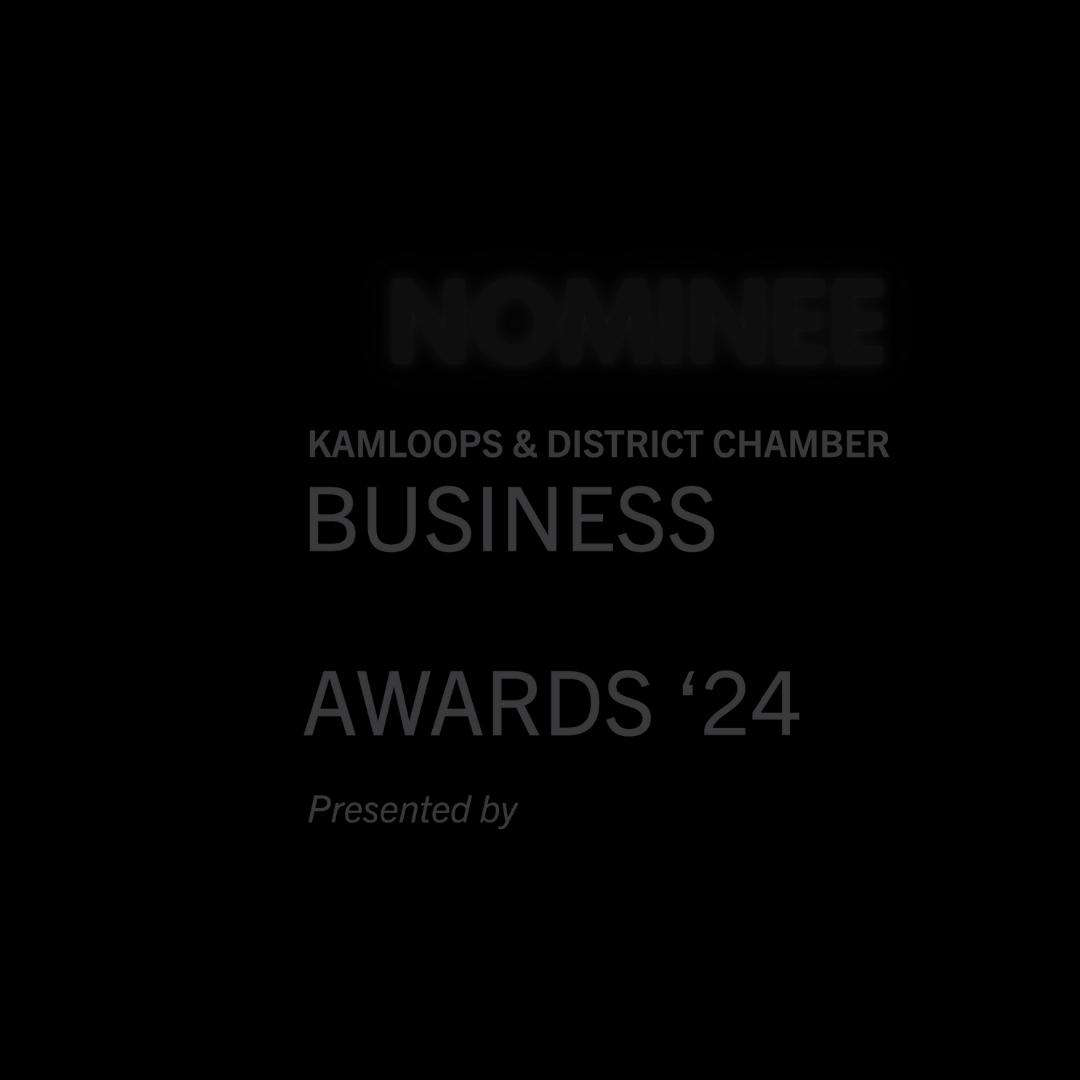 NOMINEE
KAMLOOPS & DISTRICT CHAMBER
BUSINESS
AWARDS ‘24
Presented by